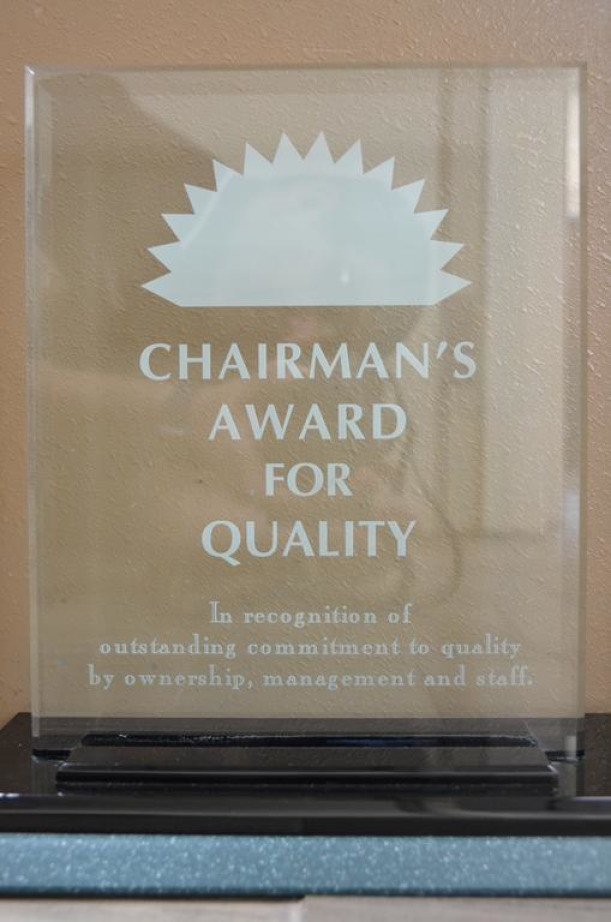 CHAIRMAN'S
AWARD
FOR
QUALITY
In recognition of
outstanding commitment to quality
by ownership, management and staff.